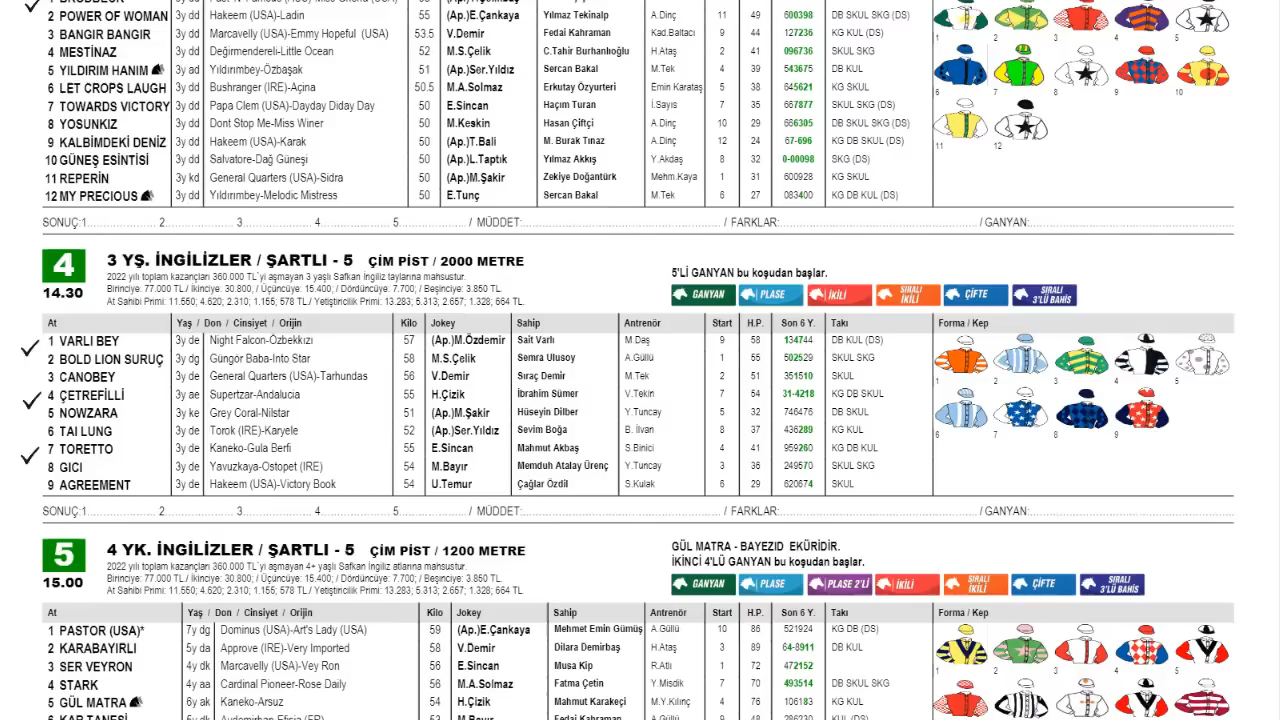 2 POWER OF WOMAN 3y dd Hakeem (USA)-Ladin 55 (Ap.)E.Çankaya Yılmaz Tekinalp A.Dinç 11 49 600398 DB SKUL SKG (DS)
3 BANGIR BANGIR 3y dd Marcavelly (USA)-Emmy Hopeful (USA) 53.5 V.Demir Fedai Kahraman Kad.Baltacı 9 44 127236 KG KUL (DS)
4 MESTİNAZ 3y dd Değirmendereli-Little Ocean 52 M.S.Çelik C.Tahir Burhanlıoğlu H.Ataş 2 41 096736 SKUL SKG
5 YILDIRIM HANIM 3y ad Yıldırımbey-Özbaşak 51 (Ap.)Ser.Yıldız Sercan Bakal M.Tek 4 39 543675 DB KUL
6 LET CROPS LAUGH 3y dd Bushranger (IRE)-Açina 50.5 M.A.Solmaz Erkutay Özyurteri Emin Karataş 5 38 645621 KG SKUL
7 TOWARDS VICTORY 3y dd Papa Clem (USA)-Dayday Diday Day 50 E.Sincan Haçım Turan İ.Sayıs 7 35 667877 SKUL SKG (DS)
8 YOSUNKIZ 3y dd Dont Stop Me-Miss Winer 50 M.Keskin Hasan Çiftçi A.Dinç 10 29 666305 DB SKUL SKG (DS)
9 KALBİMDEKİ DENİZ 3y dd Hakeem (USA)-Karak 50 (Ap.)T.Bali M. Burak Tınaz A.Dinç 12 24 67-696 KG DB SKUL (DS)
10 GÜNEŞ ESİNTİSİ 3y dd Salvatore-Dağ Güneşi 50 (Ap.)L.Taptık Yılmaz Akkış Y.Akdaş 8 32 0-00098 SKG (DS)
11 REPERİN 3y kd General Quarters (USA)-Sidra 50 (Ap.)M.Şakir Zekiye Doğantürk Mehm.Kaya 1 31 600928 SKG KUL
12 MY PRECIOUS 3y dd Yıldırımbey-Melodic Mistress 50 E.Tunç Sercan Bakal M.Tek 6 27 083400 KG DB KUL (DS)
1 2 3 4 5
6 7 8 9 10
11 12
SONUÇ:1 2 3 4 5 / MÜDDET: / FARKLAR: / GANYAN:
4 3 YŞ. İNGİLİZLER / ŞARTLI - 5 ÇİM PİST / 2000 METRE
14.30
2022 yılı toplam kazançları 360.000 TL'yi aşmayan 3 yaşlı Safkan İngiliz taylarına mahsustur.
Birinciye: 77.000 TL / İkinciye: 30.800; / Üçüncüye: 15.400; / Dördüncüye: 7.700; / Beşinciye: 3.850 TL
At Sahibi Primi: 11.550; 4.620; 2.310; 1.155; 578 TL / Yetiştiricilik Primi: 13.283; 5.313; 2.657; 1.328; 664 TL.
5'Lİ GANYAN bu koşudan başlar.
GANYAN PLASE İKİLİ SIRALI İKİLİ ÇİFTE SIRALI 3'LÜ BAHİS
At Yaş / Don / Cinsiyet / Orijin Kilo Jokey Sahip Antrenör Start H.P. Son 6 Y. Takı Forma / Kep
1 VARLI BEY 3y de Night Falcon-Özbekkızı 57 (Ap.)M.Özdemir Sait Varlı M.Daş 9 58 134744 DB KUL (DS)
2 BOLD LION SURUÇ 3y dg Güngör Baba-Into Star 58 M.S.Çelik Semra Ulusoy A.Güllü 1 55 502529 SKUL SKG
3 CANOBEY 3y de General Quarters (USA)-Tarhundas 56 V.Demir Sıraç Demir M.Tek 2 51 351510 SKUL
4 ÇETREFİLLİ 3y ae Supertzar-Andalucia 55 H.Çizik İbrahim Sümer V.Tekin 7 54 31-4218 KG DB SKUL
5 NOWZARA 3y ke Grey Coral-Nilstar 51 (Ap.)M.Şakir Hüseyin Dilber Y.Tuncay 5 32 746476 DB SKUL
6 TAI LUNG 3y de Torok (IRE)-Karyele 52 (Ap.)Ser.Yıldız Sevim Boğa B. İlvan 8 37 436289 KG KUL
7 TORETTO 3y de Kaneko-Gula Berfi 55 E.Sincan Mahmut Akbaş S.Binici 4 41 959260 KG DB KUL
8 GICI 3y de Yavuzkaya-Ostopet (IRE) 54 M.Bayır Memduh Atalay Ürenç Y.Tuncay 3 36 249570 SKUL SKG
9 AGREEMENT 3y de Hakeem (USA)-Victory Book 54 U.Temur Çağlar Özdil S.Kulak 6 29 620674 SKUL
1 2 3 4 5
6 7 8 9
SONUÇ:1 2 3 4 5 / MÜDDET: / FARKLAR: / GANYAN:
5 4 YK. İNGİLİZLER / ŞARTLI - 5 ÇİM PİST / 1200 METRE
15.00
2022 yılı toplam kazançları 360.000 TL'yi aşmayan 4+ yaşlı Safkan İngiliz atlarına mahsustur.
Birinciye: 77.000 TL / İkinciye: 30.800; / Üçüncüye: 15.400; / Dördüncüye: 7.700; / Beşinciye: 3.850 TL
At Sahibi Primi: 11.550; 4.620; 2.310; 1.155; 578 TL / Yetiştiricilik Primi: 13.283; 5.313; 2.657; 1.328; 664 TL.
GÜL MATRA - BAYEZID EKÜRİDİR.
İKİNCİ 4'LÜ GANYAN bu koşudan başlar.
GANYAN PLASE PLASE 2'Lİ İKİLİ SIRALI İKİLİ ÇİFTE SIRALI 3'LÜ BAHİS
At Yaş / Don / Cinsiyet / Orijin Kilo Jokey Sahip Antrenör Start H.P. Son 6 Y. Takı Forma / Kep
1 PASTOR (USA)* 7y dg Dominus (USA)-Art's Lady (USA) 59 (Ap.)E.Çankaya Mehmet Emin Gümüş A.Güllü 10 86 521924 KG DB (DS)
2 KARABAYIRLI 5y da Approve (IRE)-Very Imported 58 V.Demir Dilara Demirbaş H.Ataş 3 89 64-8911 DB KUL
3 SER VEYRON 4y dk Marcavelly (USA)-Vey Ron 56 E.Sincan Musa Kip R.Atlı 1 72 472152
4 STARK 4y aa Cardinal Pioneer-Rose Daily 56 M.A.Solmaz Fatma Çetin Y.Misdik 7 70 493514 DB SKUL SKG
5 GÜL MATRA 6y ak Kaneko-Arsuz 54 H.Çizik Mahmut Karakeçi M.Y.Kılınç 4 76 106183 KG KUL
1 2 3 4 5